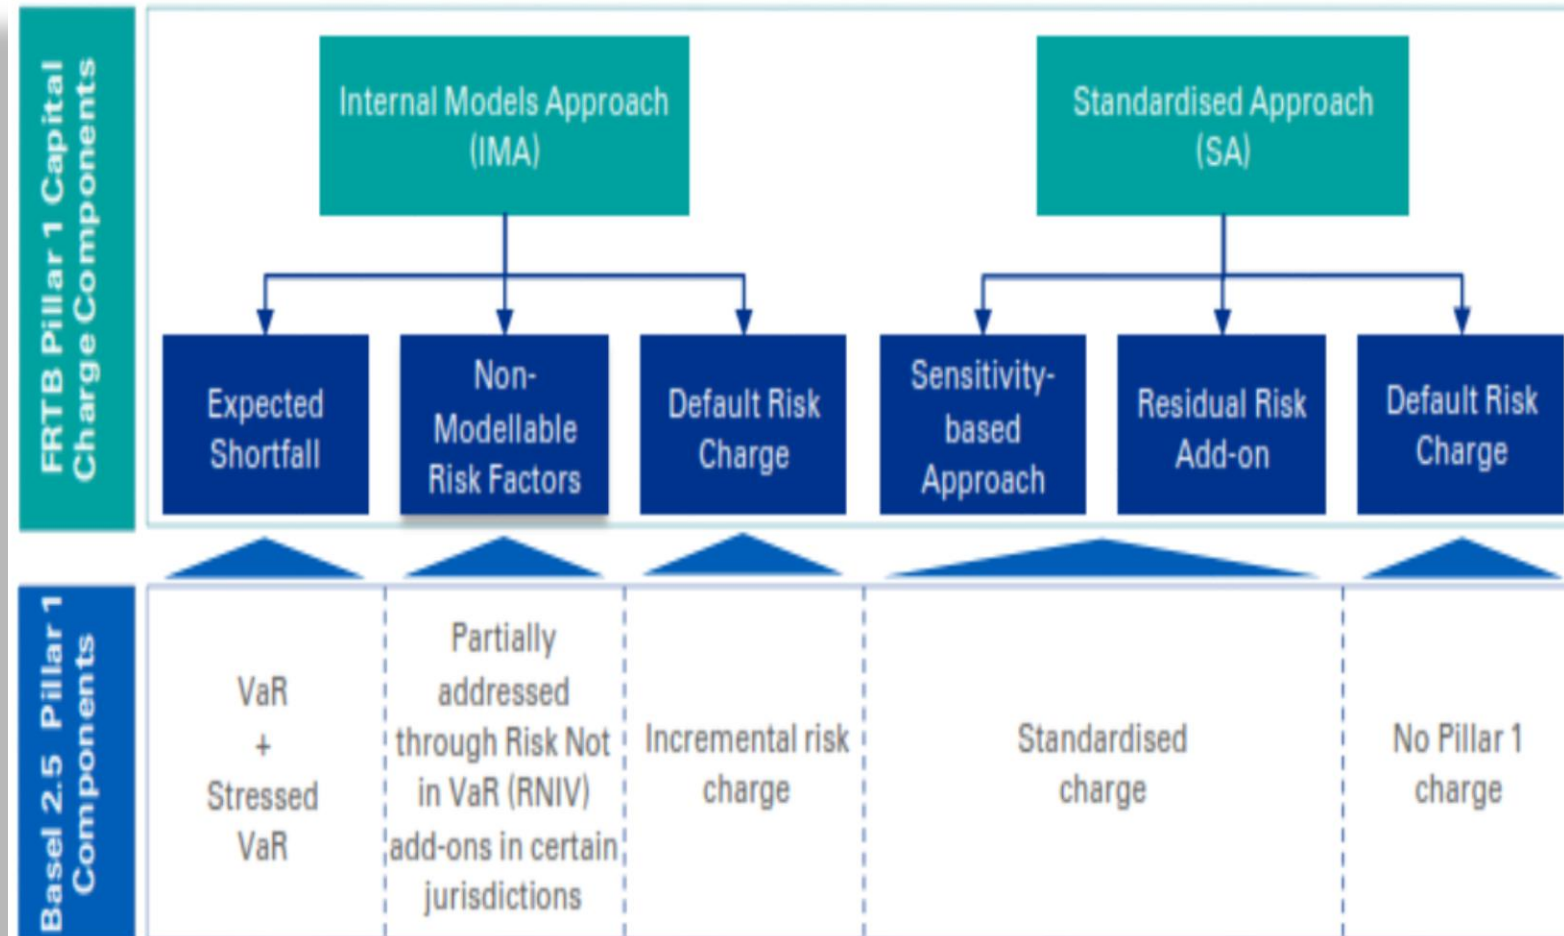 FRTB Pillar 1 Capital
Charge Components
Internal Models Approach
(IMA)
Standardised Approach
(SA)
Expected
Shortfall
Non-
Modellable
Risk Factors
Default Risk
Charge
Sensitivity-
based
Approach
Residual Risk
Add-on
Default Risk
Charge
Basel 2.5 Pillar 1
Components
VaR
+
Stressed
VaR
Partially
addressed
through Risk Not
in VaR (RNIV)
add-ons in certain
jurisdictions
Incremental risk
charge
Standardised
charge
No Pillar 1
charge